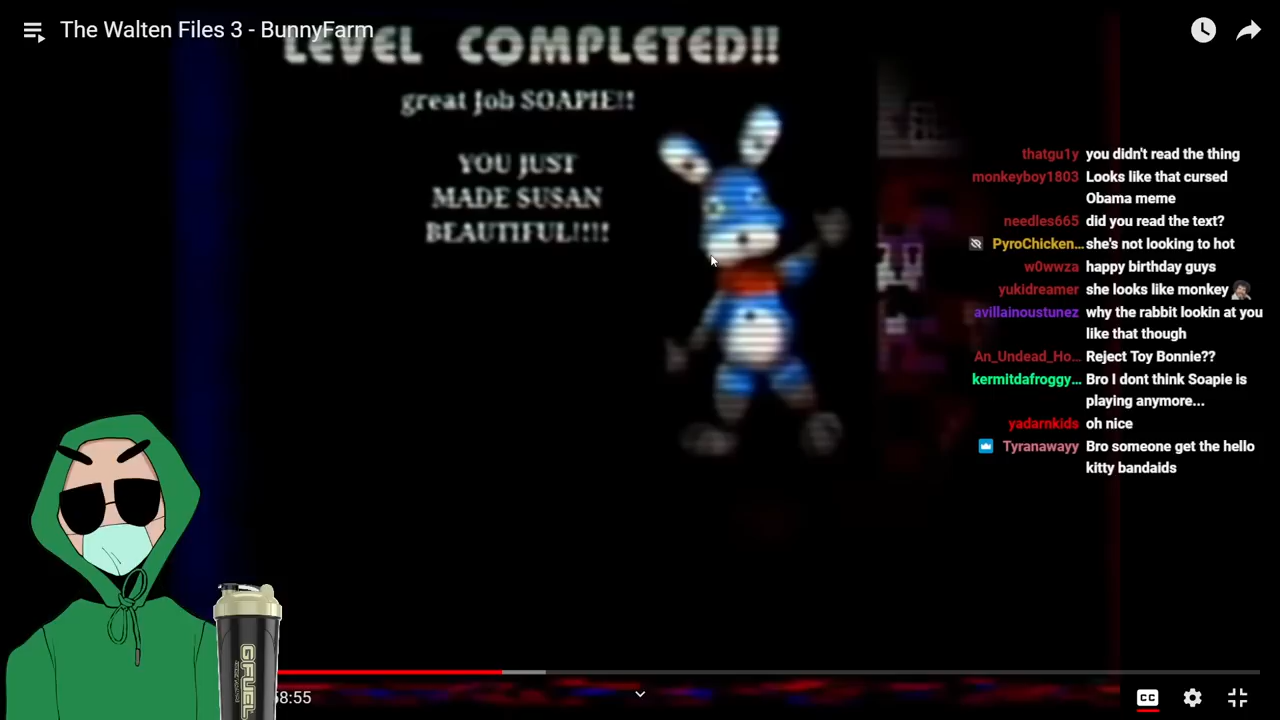 The Walten Files 3 - BunnyFarm
LEVEL COMPLETED!!
great Job SOAPIE!!
YOU JUST
MADE SUSAN
BEAUTIFUL!!!!
thatgu1y you didn't read the thing
monkeyboy1803 Looks like that cursed
Obama meme
needles665 did you read the text?
PyroChicken... she's not looking to hot
w0wwza happy birthday guys
yukidreamer she looks like monkey
avillainoustunez why the rabbit lookin at you
like that though
An_Undead_Ho... Reject Toy Bonnie??
kermitdafroggy... Bro I dont think Soapie is
playing anymore...
yadarnkids oh nice
Tyranawayy Bro someone get the hello
kitty bandaids
GFUEL
8:55
CC